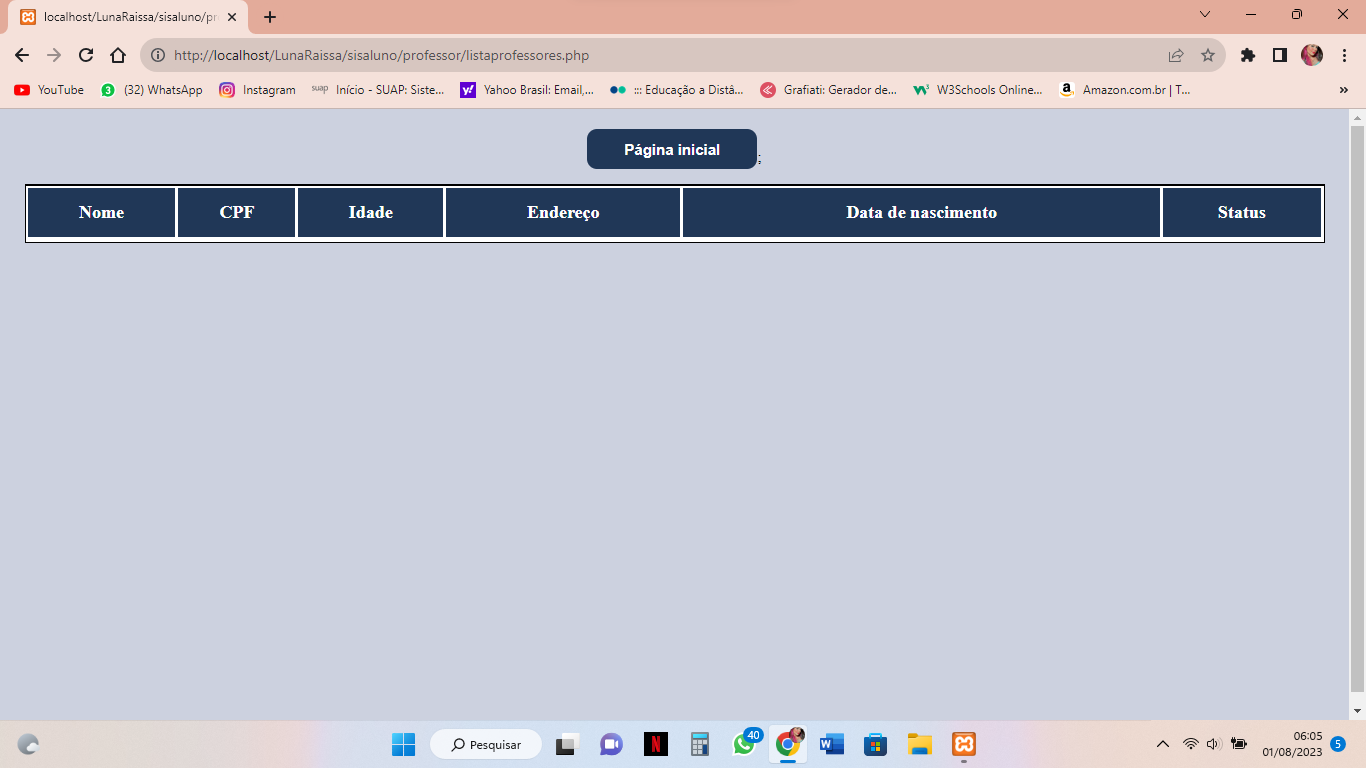 localhost/LunaRaissa/sisaluno/pr
http://localhost/LunaRaissa/sisaluno/professor/listaprofessores.php
YouTube 3 (32) WhatsApp Instagram suap Início - SUAP: Siste... Yahoo Brasil: Email,... ::: Educação a Distâ... Grafiati: Gerador de... W3Schools Online... a Amazon.com.br | T... »
Página inicial ;
Nome CPF Idade Endereço Data de nascimento Status
Pesquisar N 40 W 06:05
01/08/2023 5